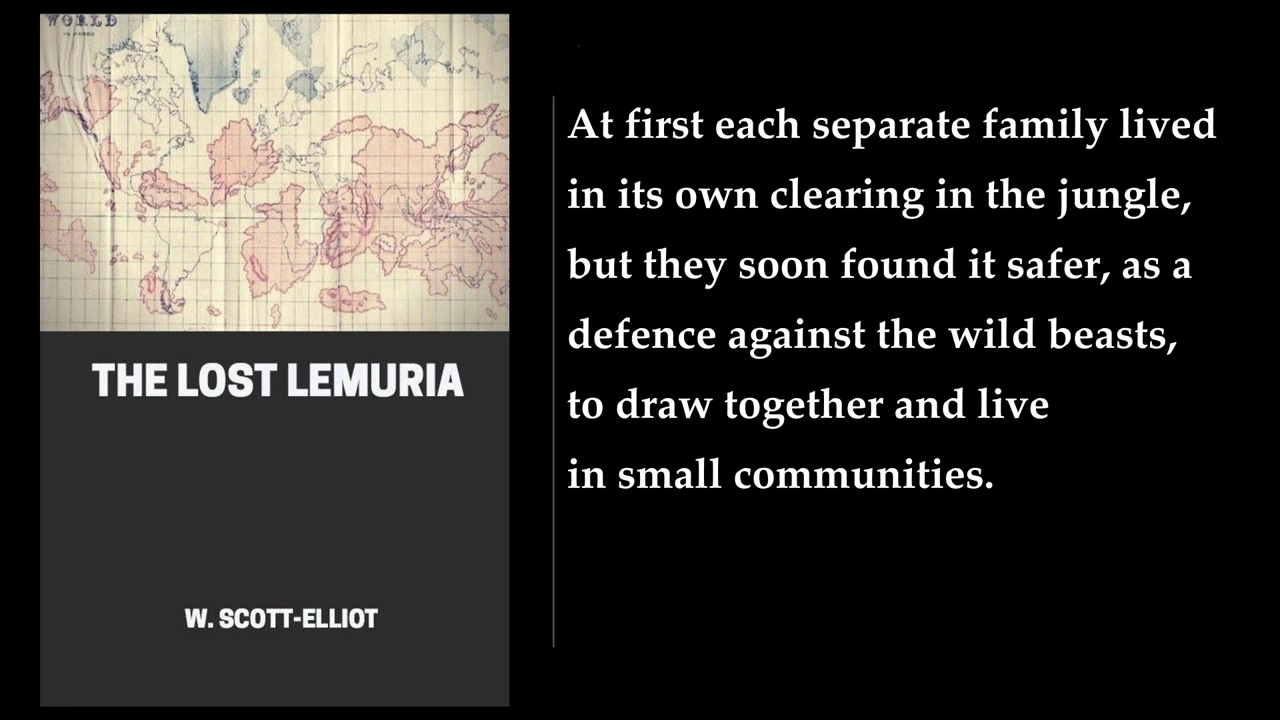 WORLD
THE LOST LEMURIA
W. SCOTT-ELLIOT
At first each separate family lived
in its own clearing in the jungle,
but they soon found it safer, as a
defence against the wild beasts,
to draw together and live
in small communities.